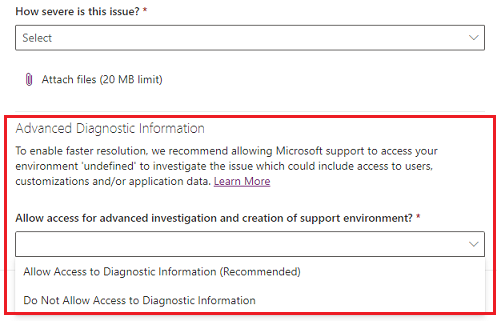 How severe is this issue? *
Select
Attach files (20 MB limit)
Advanced Diagnostic Information
To enable faster resolution, we recommend allowing Microsoft support to access your
environment 'undefined' to investigate the issue which could include access to users,
customizations and/or application data. Learn More
Allow access for advanced investigation and creation of support environment? *
Allow Access to Diagnostic Information (Recommended)
Do Not Allow Access to Diagnostic Information